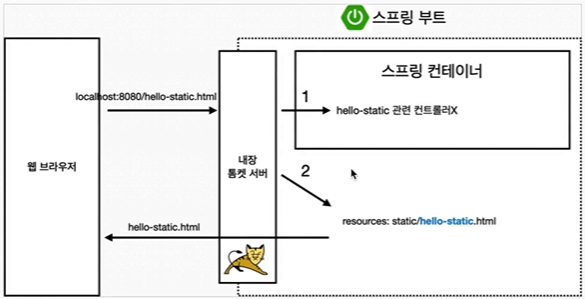 스프링 부트
스프링 컨테이너
localhost:8080/hello-static.html
1
hello-static 관련 컨트롤러X
웹 브라우저
내장
톰켓 서버
2
resources: static/hello-static.html
hello-static.html